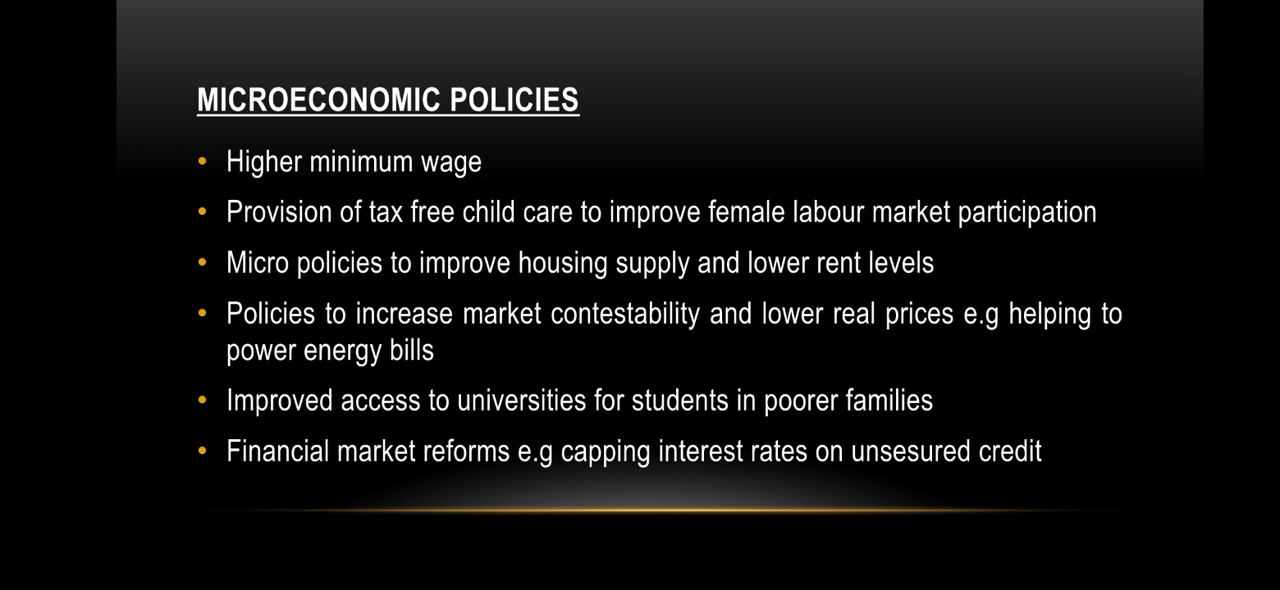 MICROECONOMIC POLICIES
• Higher minimum wage
• Provision of tax free child care to improve female labour market participation
• Micro policies to improve housing supply and lower rent levels
• Policies to increase market contestability and lower real prices e.g helping to
power energy bills
• Improved access to universities for students in poorer families
• Financial market reforms e.g capping interest rates on unsesured credit